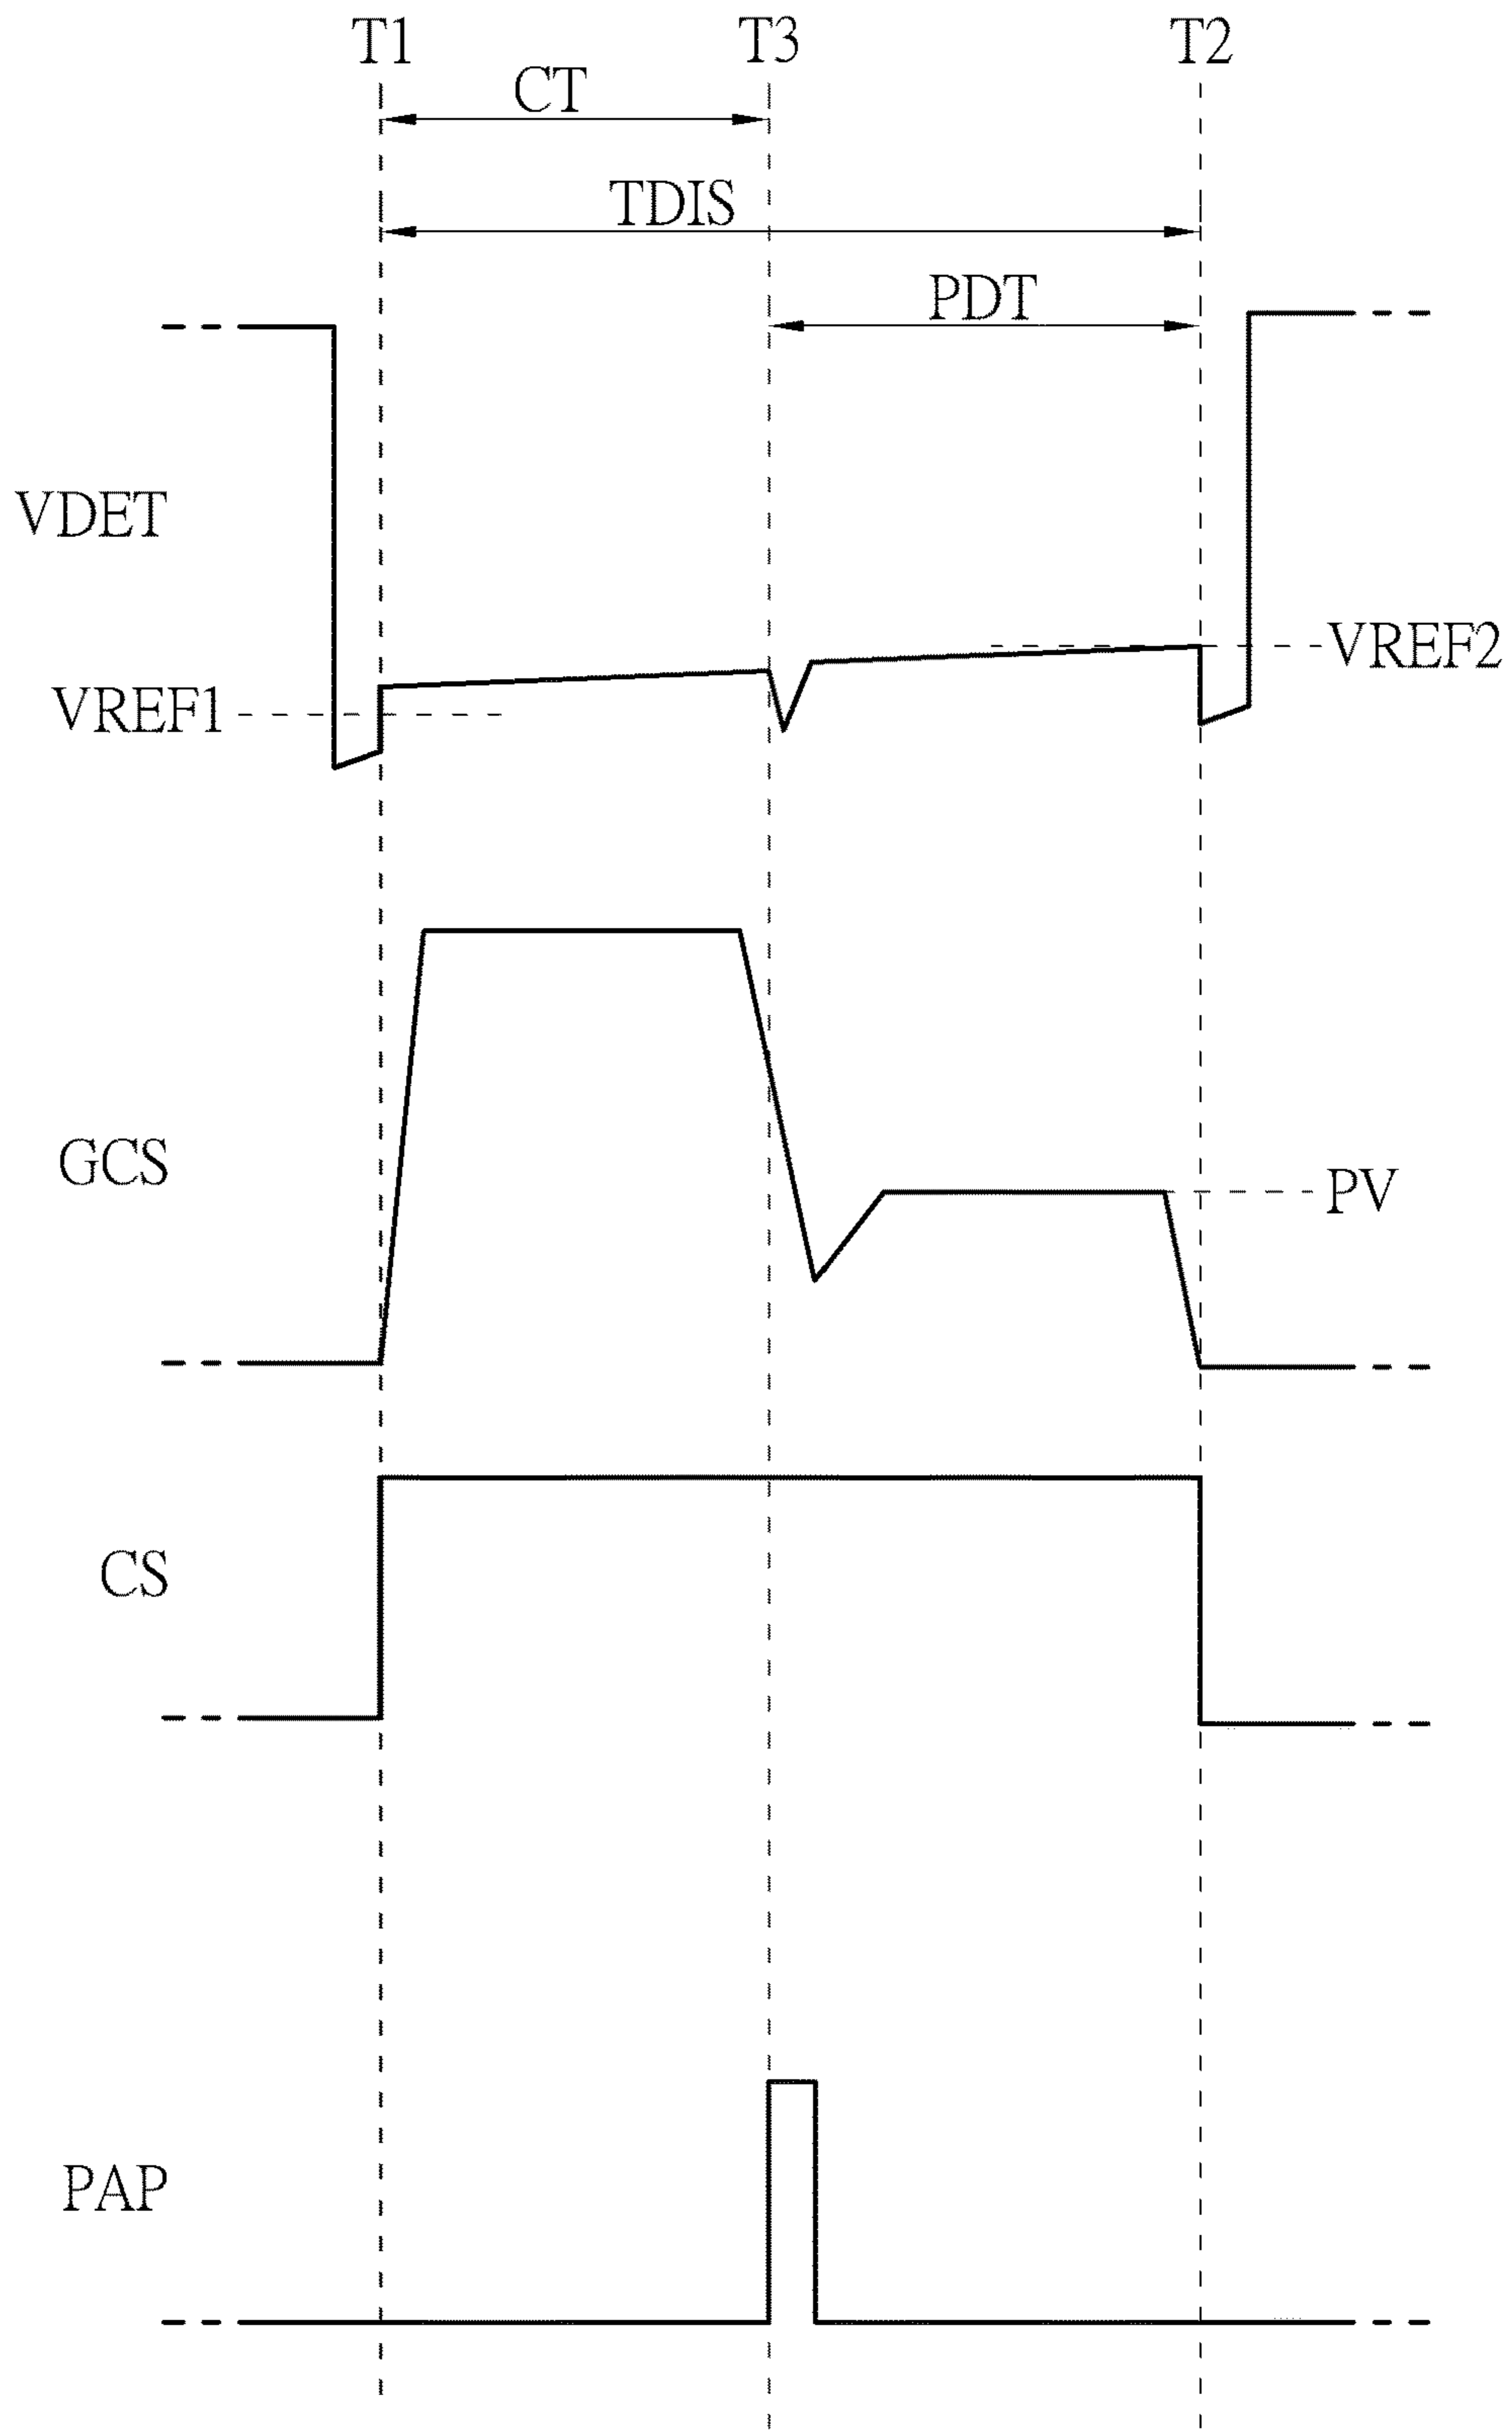 T1 T3 T2
CT
TDIS
PDT
VDET
VREF2
VREF1
GCS
PV
CS
PAP